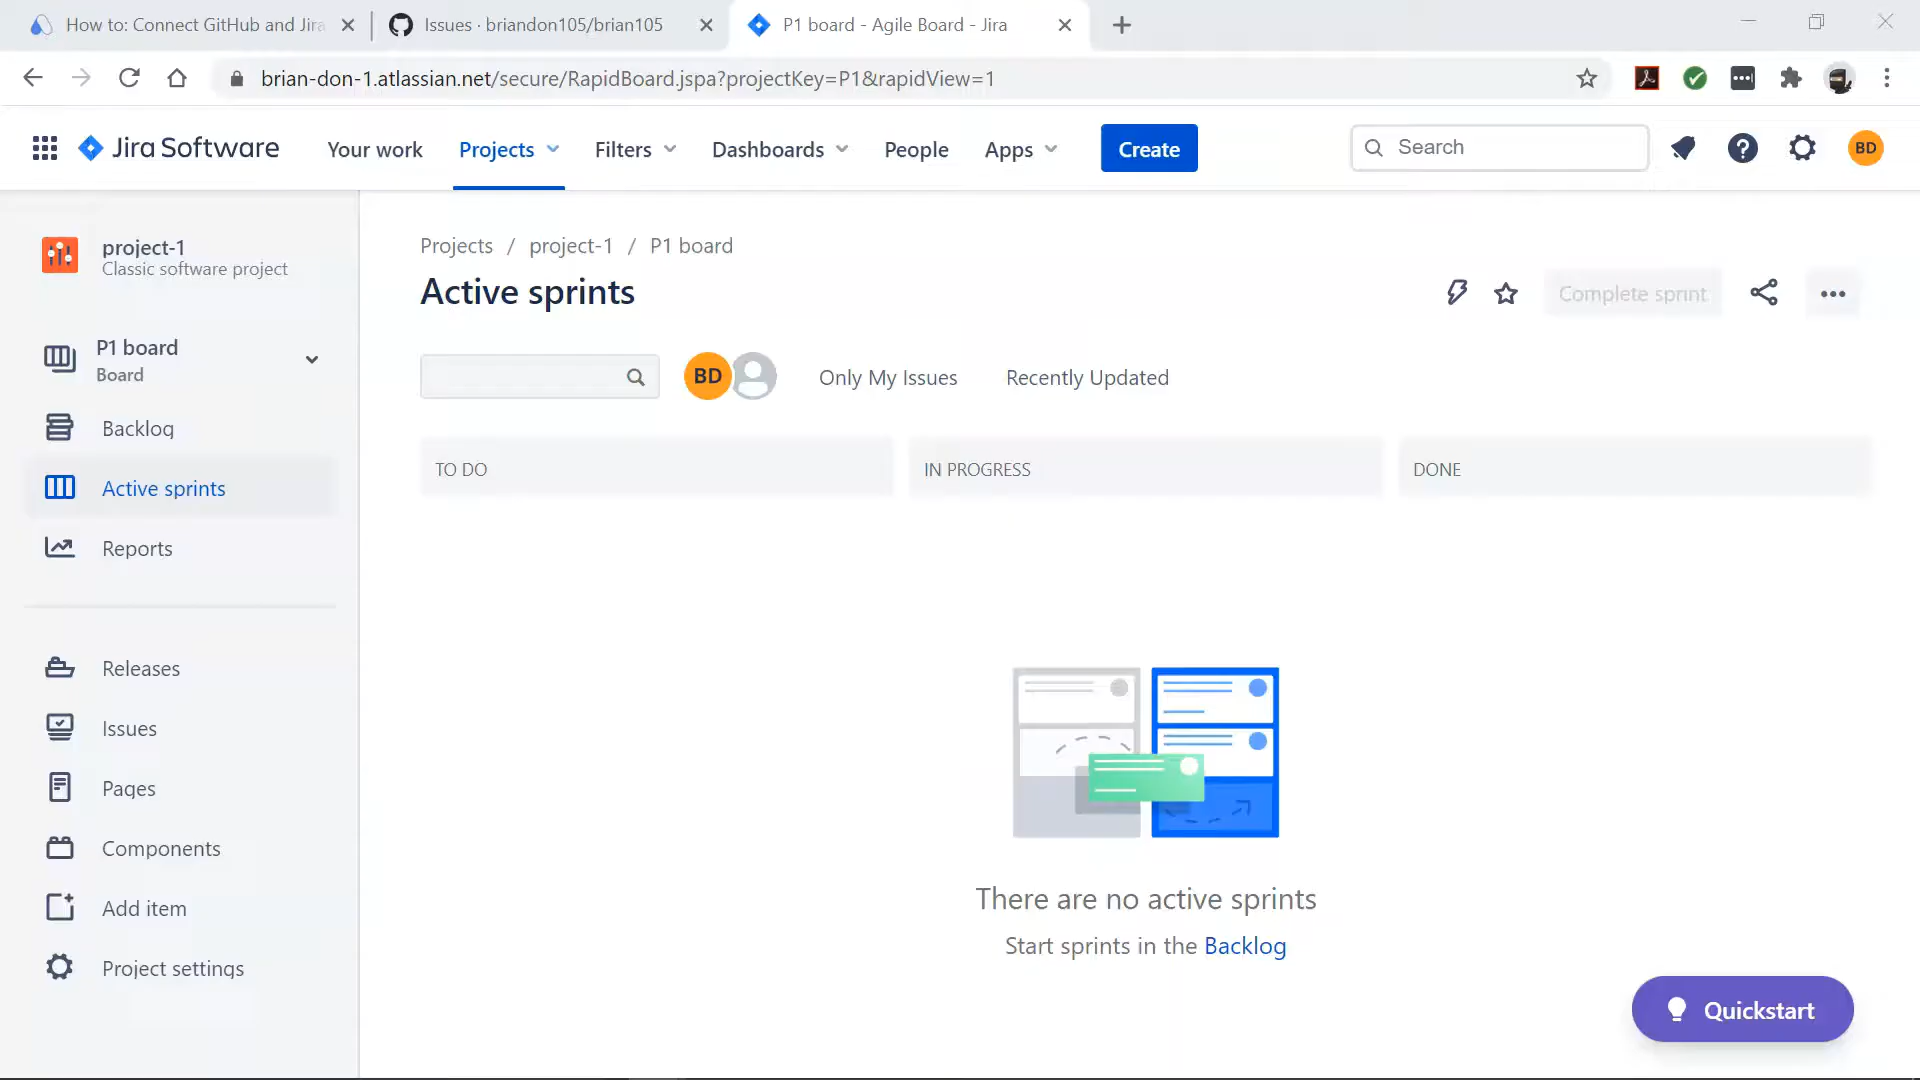 How to: Connect GitHub and Jira
Issues · briandon105/brian105
P1 board - Agile Board - Jira
brian-don-1.atlassian.net/secure/RapidBoard.jspa?projectKey=P1&rapidView=1
Jira Software
Your work
Projects
Filters
Dashboards
People
Apps
Create
Search
BD
project-1
Classic software project
P1 board
Board
Backlog
Active sprints
Reports
Releases
Issues
Pages
Components
Add item
Project settings
Projects / project-1 / P1 board
Active sprints
Complete sprint
BD
Only My Issues
Recently Updated
TO DO
IN PROGRESS
DONE
There are no active sprints
Start sprints in the Backlog
Quickstart